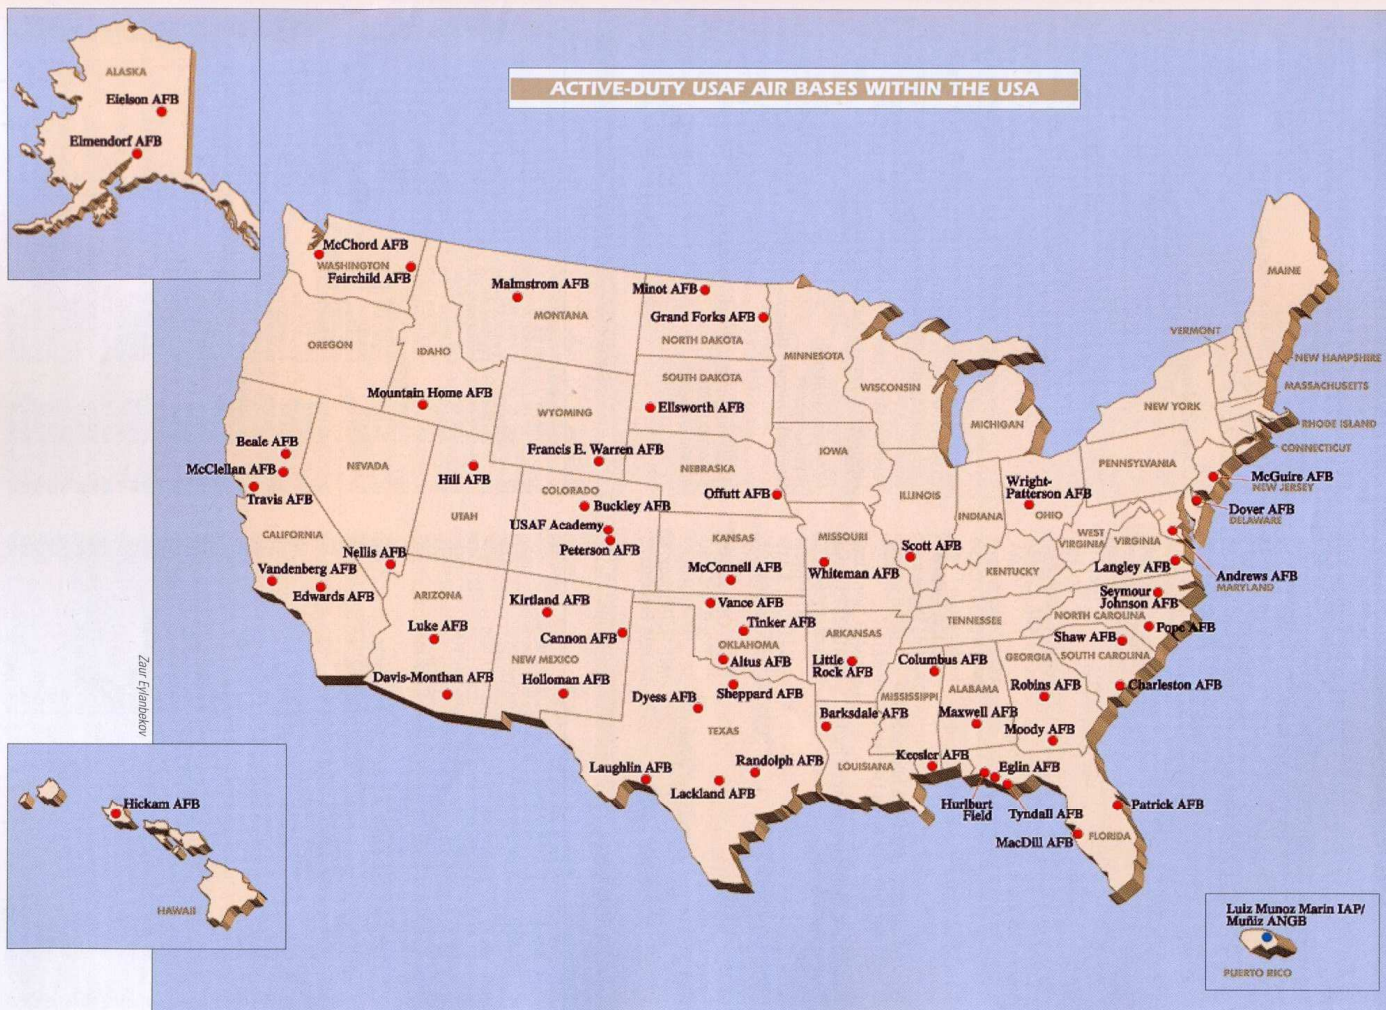 ACTIVE-DUTY USAF AIR BASES WITHIN THE USA
ALASKA
Eielson AFB
Elmendorf AFB
McChord AFB
WASHINGTON
Fairchild AFB
Malmstrom AFB
MONTANA
Minot AFB
Grand Forks AFB
NORTH DAKOTA
OREGON
IDAHO
Mountain Home AFB
SOUTH DAKOTA
Ellsworth AFB
MINNESOTA
WISCONSIN
MICHIGAN
WYOMING
Francis E. Warren AFB
NEBRASKA
Offutt AFB
IOWA
MAINE
VERMONT
NEW HAMPSHIRE
MASSACHUSETTS
NEW YORK
RHODE ISLAND
CONNECTICUT
PENNSYLVANIA
McGuire AFB
NEW JERSEY
Dover AFB
DELAWARE
Beale AFB
McClellan AFB
Travis AFB
NEVADA
CALIFORNIA
Hill AFB
UTAH
COLORADO
Buckley AFB
USAF Academy
Peterson AFB
KANSAS
McConnell AFB
MISSOURI
Whiteman AFB
ILLINOIS
Scott AFB
INDIANA
Wright-
Patterson AFB
OHIO
WEST
VIRGINIA
VIRGINIA
Langley AFB
Andrews AFB
MARYLAND
KENTUCKY
Nellis AFB
Vandenberg AFB
Edwards AFB
ARIZONA
Luke AFB
Davis-Monthan AFB
Kirtland AFB
Cannon AFB
NEW MEXICO
Holloman AFB
Vance AFB
Tinker AFB
OKLAHOMA
Altus AFB
Sheppard AFB
Dyess AFB
TEXAS
Randolph AFB
Laughlin AFB
Lackland AFB
ARKANSAS
Little
Rock AFB
TENNESSEE
Seymour
Johnson AFB
NORTH CAROLINA
Pope AFB
Shaw AFB
SOUTH CAROLINA
Charleston AFB
Columbus AFB
MISSISSIPPI
ALABAMA
GEORGIA
Robins AFB
Maxwell AFB
Moody AFB
Barksdale AFB
LOUISIANA
Keesler AFB
Eglin AFB
Hurlburt
Field
Tyndall AFB
Patrick AFB
MacDill AFB
FLORIDA
Zaur Eylanbekov
Hickam AFB
HAWAII
Luiz Munoz Marin IAP/
Muñiz ANGB
PUERTO RICO